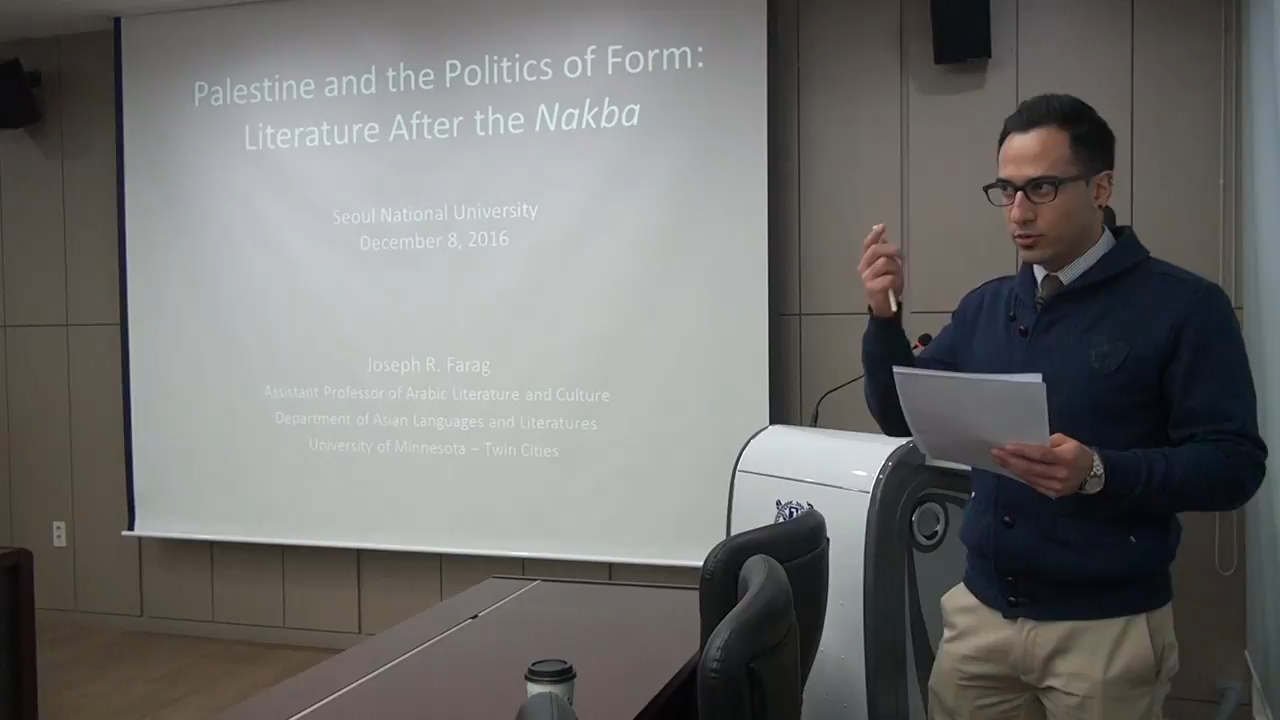 Palestine and the Politics of Form:
Literature After the Nakba
Seoul National University
December 8, 2016
Joseph R. Farag
Assistant Professor of Arabic Literature and Culture
Department of Asian Languages and Literatures
University of Minnesota – Twin Cities